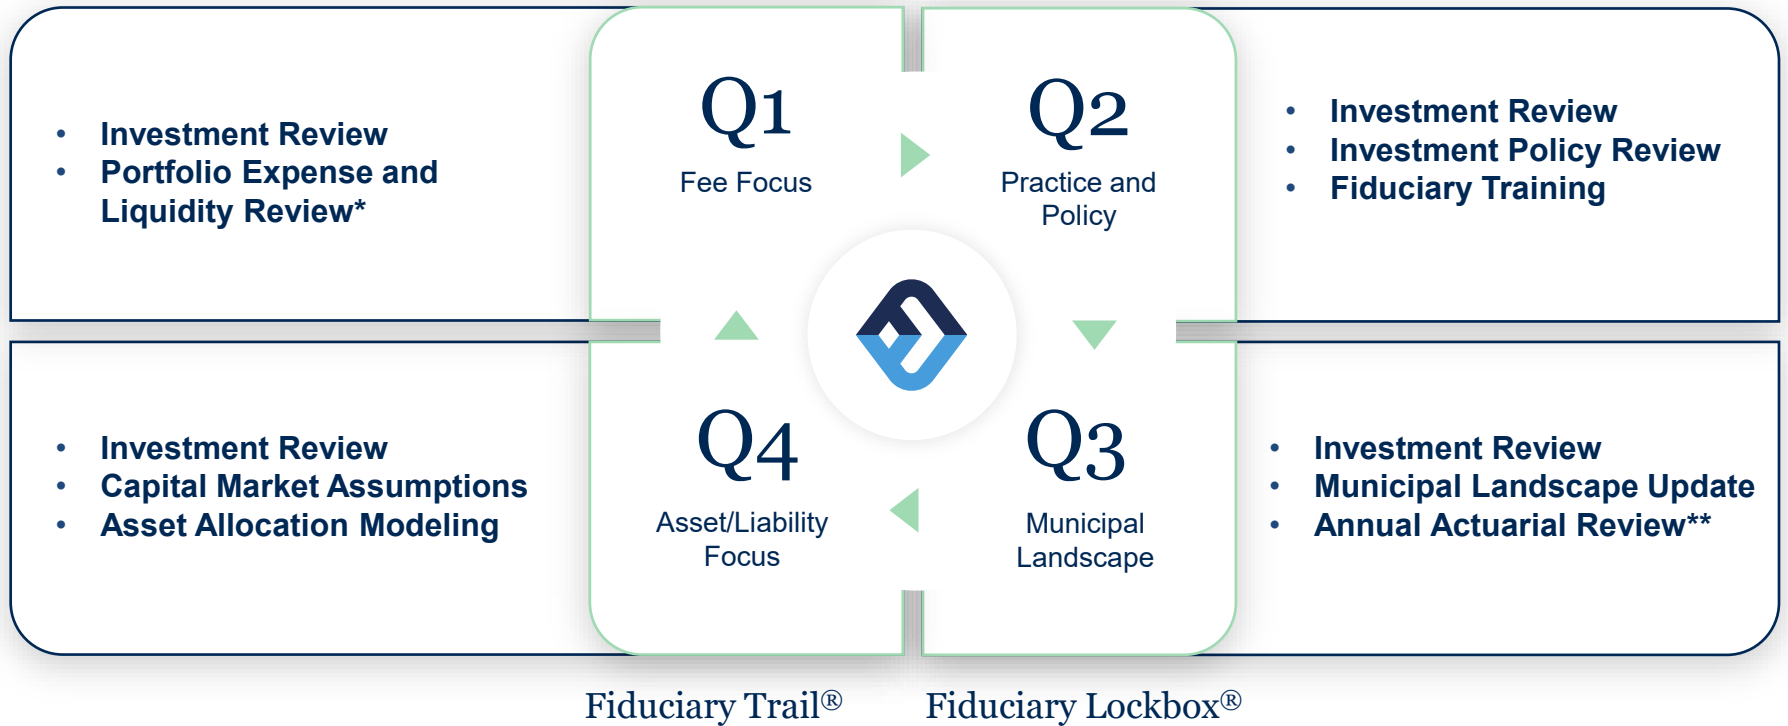 Q1
Fee Focus
• Investment Review
• Portfolio Expense and
Liquidity Review*
Q2
Practice and
Policy
• Investment Review
• Investment Policy Review
• Fiduciary Training
Q3
Municipal
Landscape
• Investment Review
• Municipal Landscape Update
• Annual Actuarial Review**
Q4
Asset/Liability
Focus
• Investment Review
• Capital Market Assumptions
• Asset Allocation Modeling
Fiduciary Trail®
Fiduciary Lockbox®